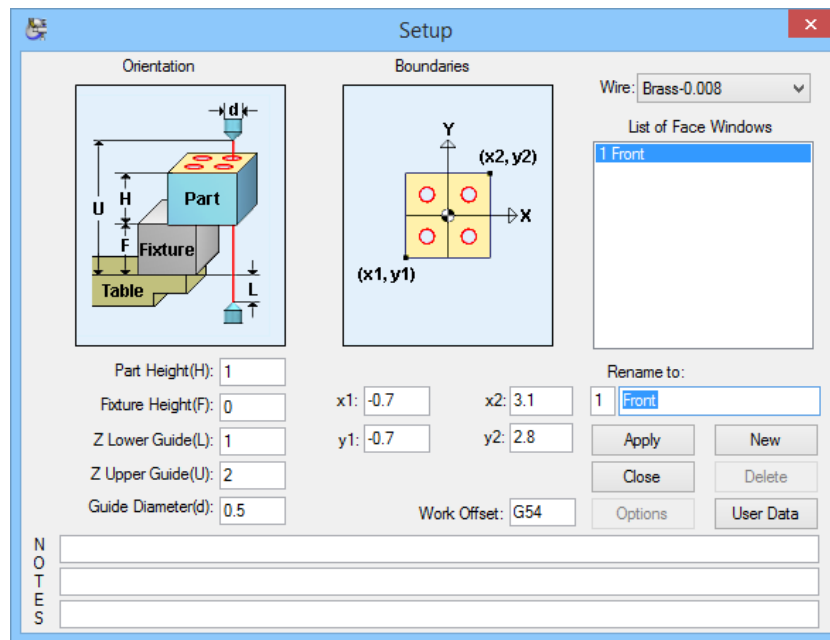 Setup
Orientation
Boundaries
Wire: Brass-0.008
List of Face Windows
1 Front
d
U
H
Part
F
Fixture
Table
L
Y
(x2, y2)
X
(x1, y1)
Part Height(H): 1
Fixture Height(F): 0
Z Lower Guide(L): 1
Z Upper Guide(U): 2
Guide Diameter(d): 0.5
x1: -0.7 x2: 3.1
y1: -0.7 y2: 2.8
Work Offset: G54
Rename to:
1 Front
Apply New
Close Delete
Options User Data
NOTES